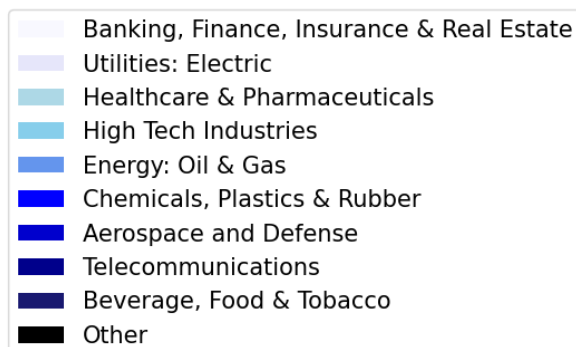 Banking, Finance, Insurance & Real Estate
Utilities: Electric
Healthcare & Pharmaceuticals
High Tech Industries
Energy: Oil & Gas
Chemicals, Plastics & Rubber
Aerospace and Defense
Telecommunications
Beverage, Food & Tobacco
Other